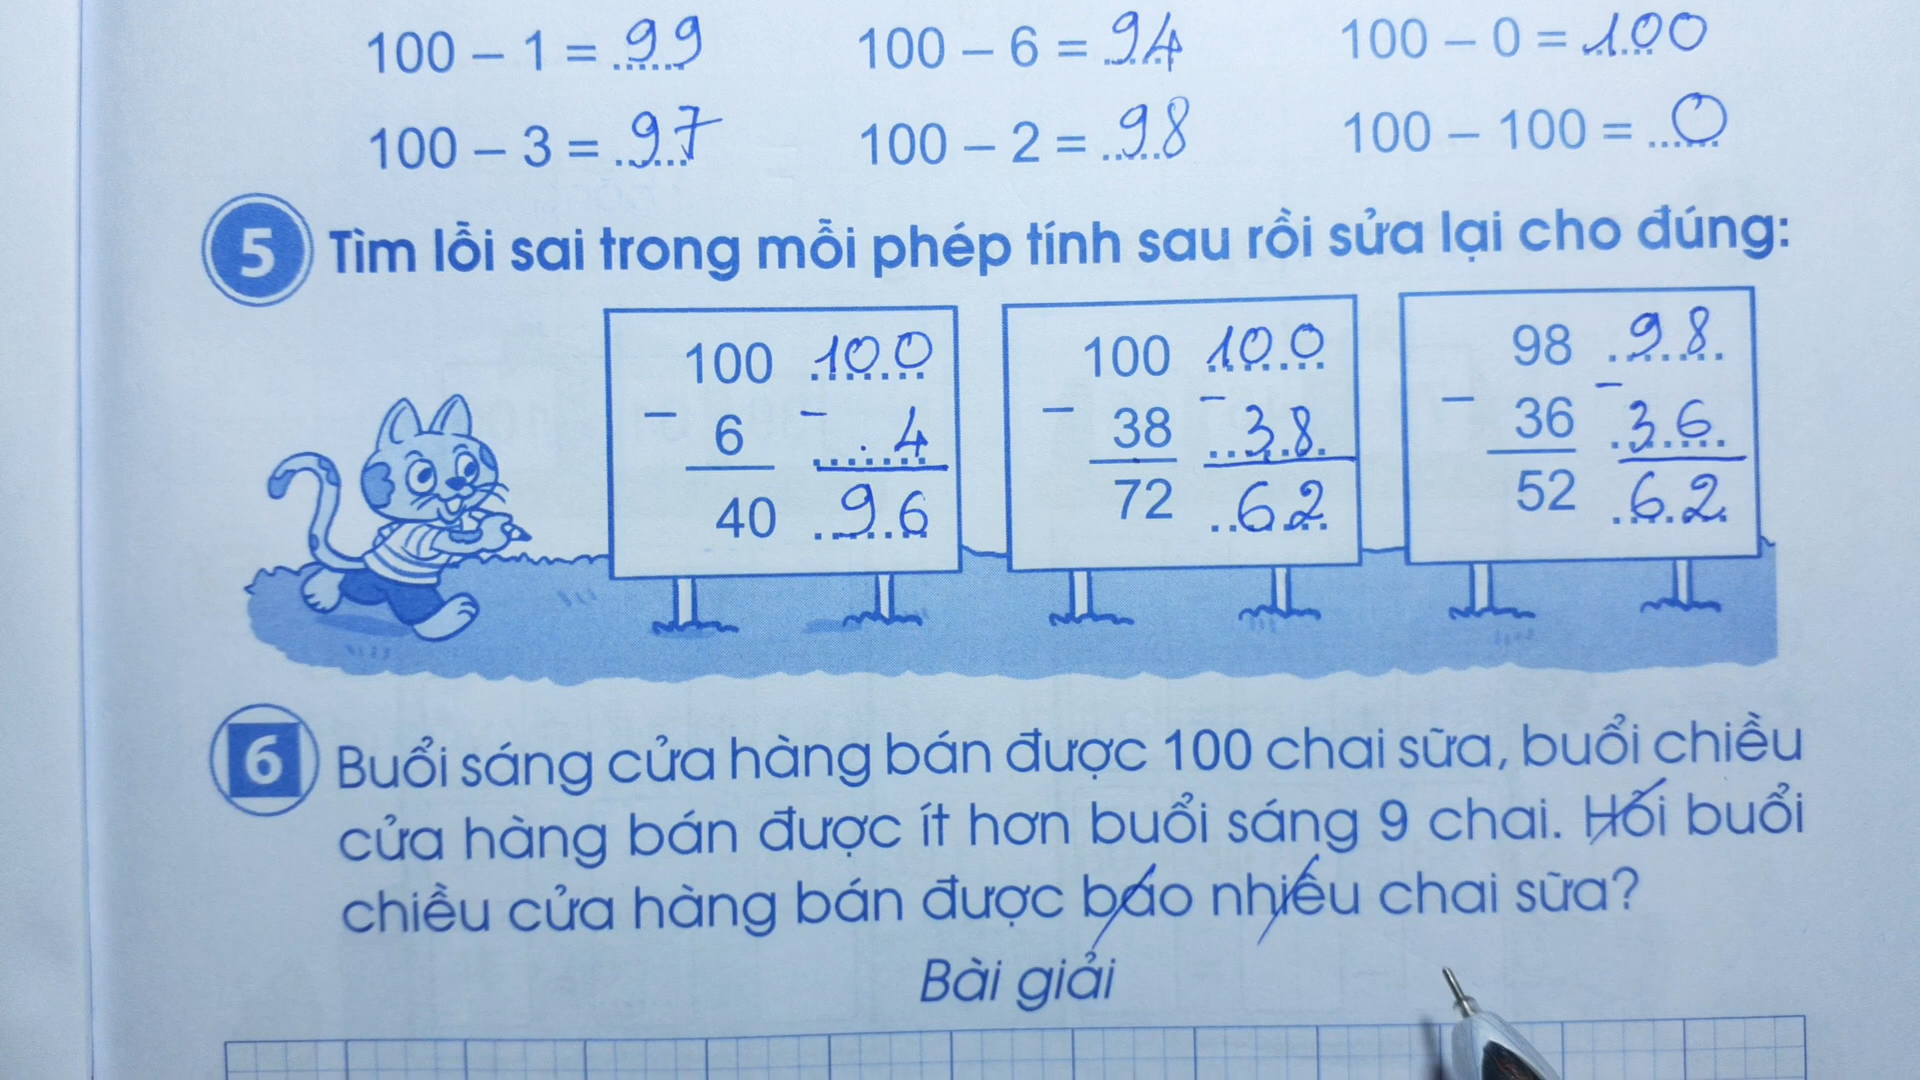 100 – 1 = 99 100 – 6 = 94 100 – 0 = 100
100 – 3 = 97 100 – 2 = 98 100 – 100 = 0
5 Tìm lỗi sai trong mỗi phép tính sau rồi sửa lại cho đúng:
100 100 100 100 98 98
– 6 – 4 – 38 – 38 – 36 – 36
40 96 72 62 52 62
6 Buổi sáng cửa hàng bán được 100 chai sữa, buổi chiều
cửa hàng bán được ít hơn buổi sáng 9 chai. Hỏi buổi
chiều cửa hàng bán được bao nhiêu chai sữa?
Bài giải